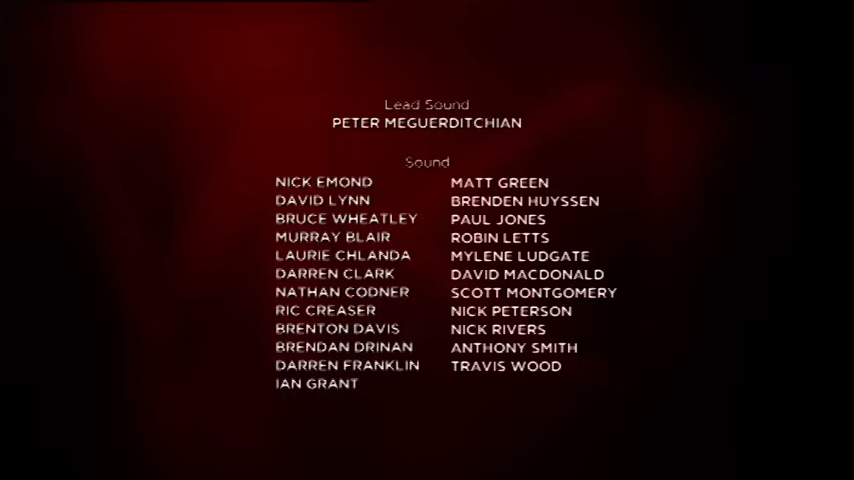 Lead Sound
PETER MEGUERDITCHIAN
Sound
NICK EMOND
DAVID LYNN
BRUCE WHEATLEY
MURRAY BLAIR
LAURIE CHLANDA
DARREN CLARK
NATHAN CODNER
RIC CREASER
BRENTON DAVIS
BRENDAN DRINAN
DARREN FRANKLIN
IAN GRANT
MATT GREEN
BRENDEN HUYSSEN
PAUL JONES
ROBIN LETTS
MYLENE LUDGATE
DAVID MACDONALD
SCOTT MONTGOMERY
NICK PETERSON
NICK RIVERS
ANTHONY SMITH
TRAVIS WOOD